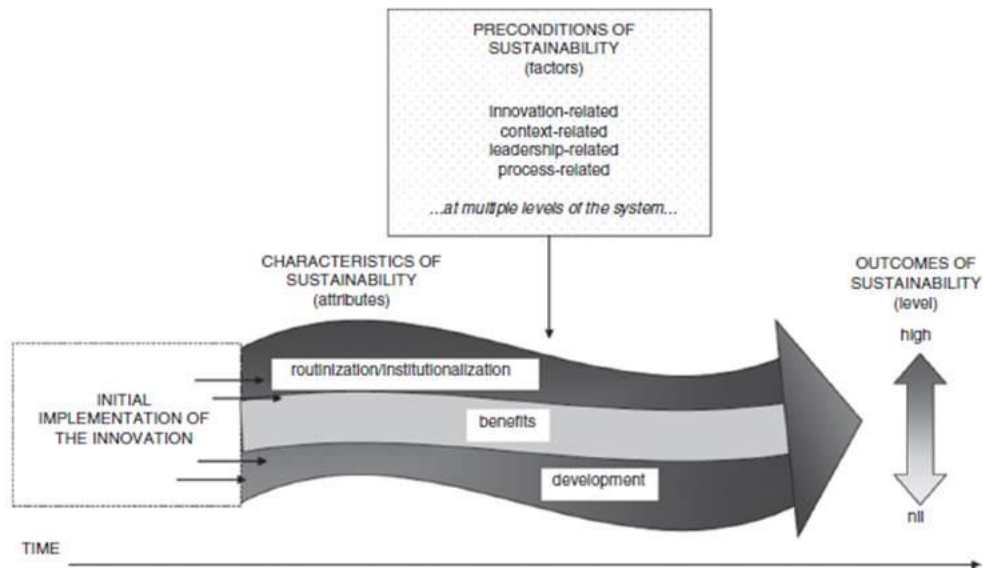 PRECONDITIONS OF
SUSTAINABILITY
(factors)
innovation-related
context-related
leadership-related
process-related
...at multiple levels of the system...
CHARACTERISTICS OF
SUSTAINABILITY
(attributes)
OUTCOMES OF
SUSTAINABILITY
(level)
high
routinization/institutionalization
INITIAL
IMPLEMENTATION OF
THE INNOVATION
benefits
development
nil
TIME